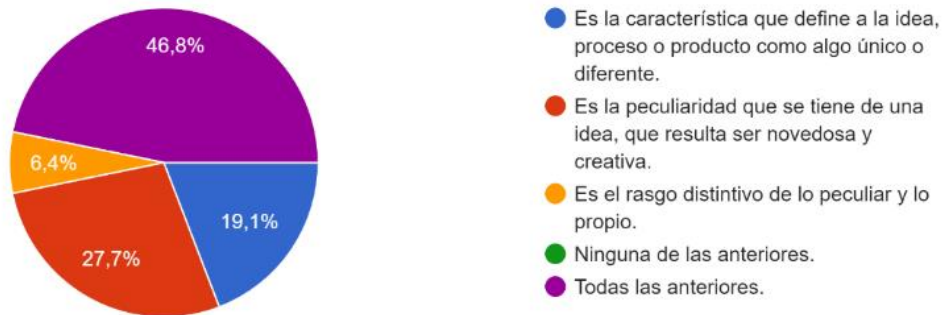 46,8%
6,4%
19,1%
27,7%
Es la característica que define a la idea,
proceso o producto como algo único o
diferente.
Es la peculiaridad que se tiene de una
idea, que resulta ser novedosa y
creativa.
Es el rasgo distintivo de lo peculiar y lo
propio.
Ninguna de las anteriores.
Todas las anteriores.